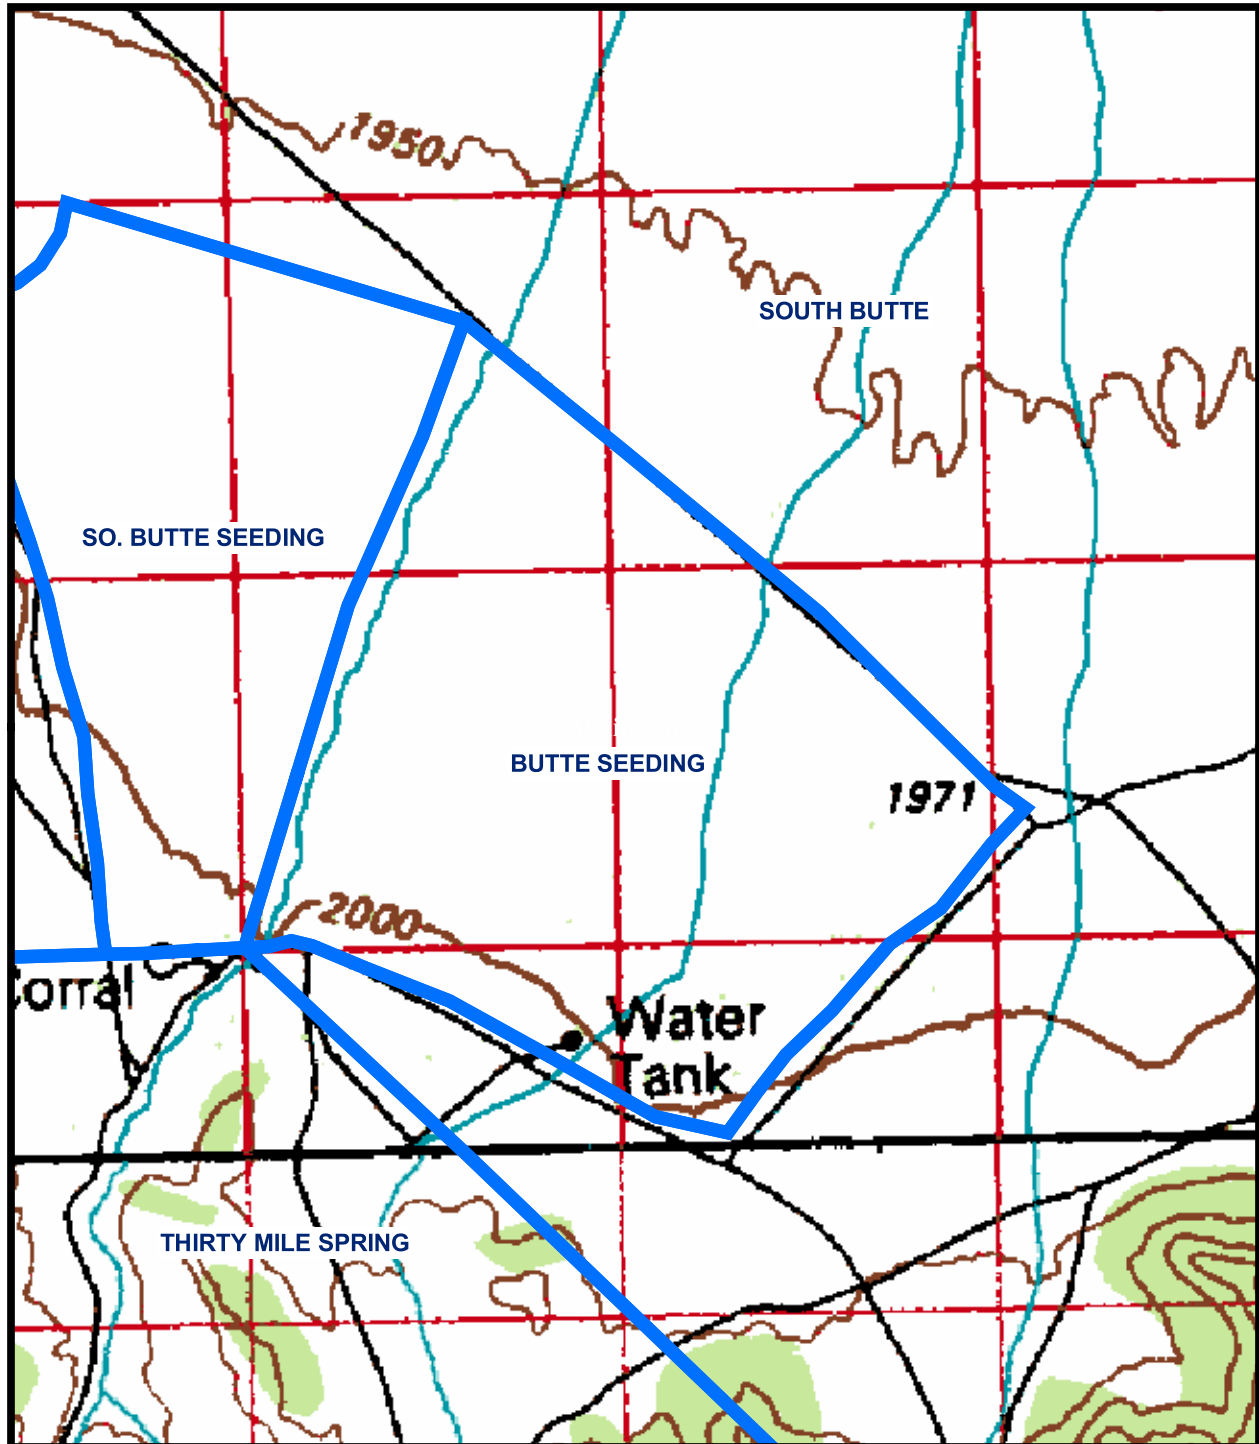 1950
SOUTH BUTTE
SO. BUTTE SEEDING
BUTTE SEEDING
1971
2000
Corral
Water
Tank
THIRTY MILE SPRING